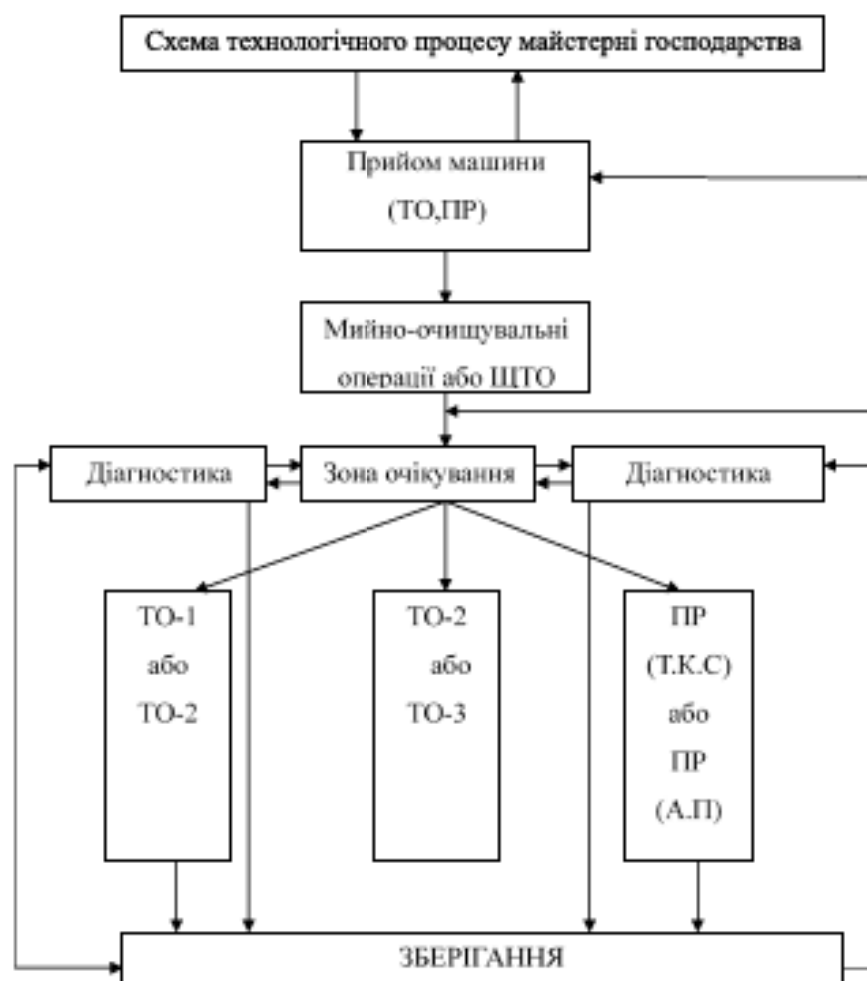 Схема технологічного процесу майстерні господарства
Прийом машини
(ТО,ПР)
Мийно-очищувальні
операції або ЩТО
Діагностика
Зона очікування
Діагностика
ТО-1
або
ТО-2
ТО-2
або
ТО-3
ПР
(Т.К.С)
або
ПР
(А.П)
ЗБЕРІГАННЯ